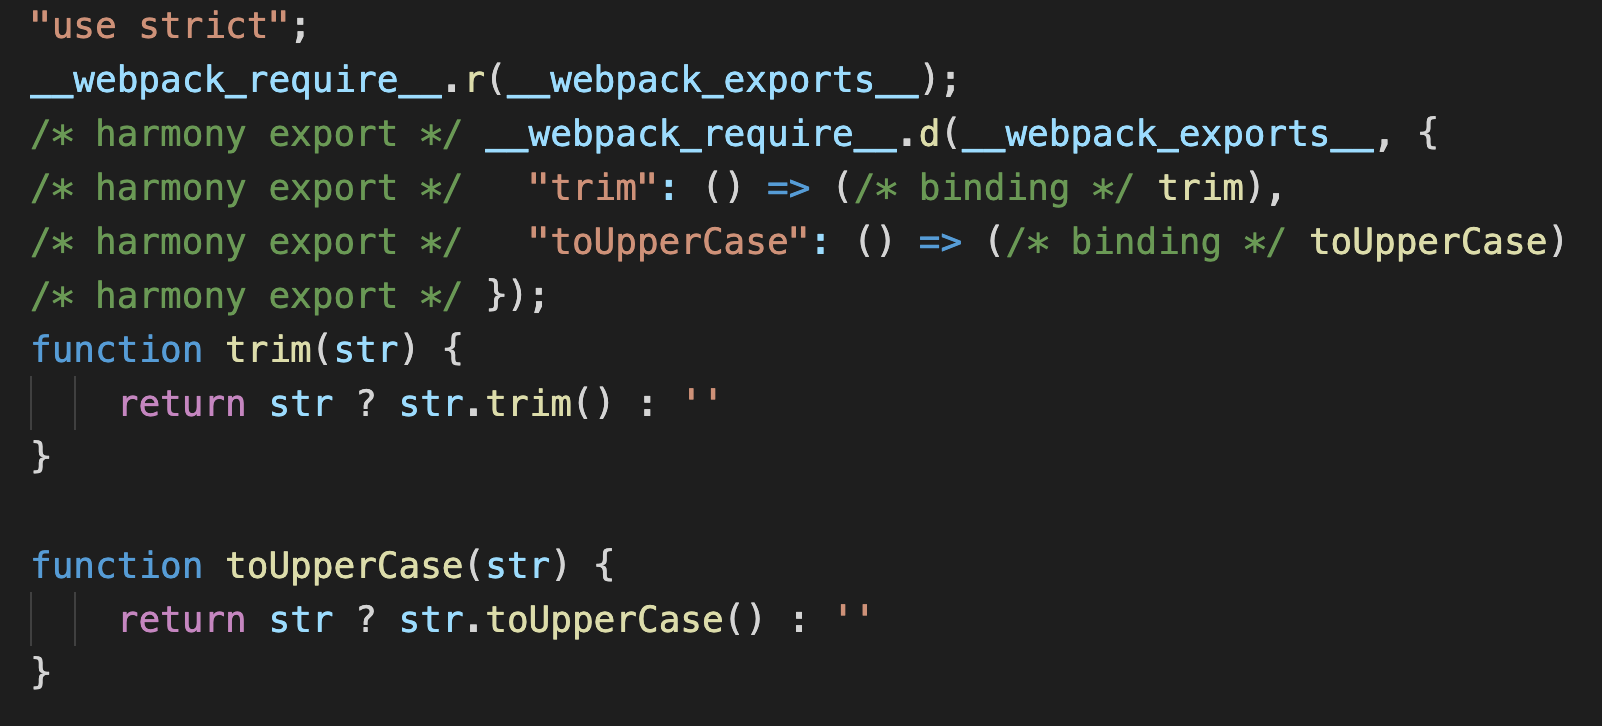 "use strict";
__webpack_require__.r(__webpack_exports__);
/* harmony export */ __webpack_require__.d(__webpack_exports__, {
/* harmony export */   "trim": () => (/* binding */ trim),
/* harmony export */   "toUpperCase": () => (/* binding */ toUpperCase)
/* harmony export */ });
function trim(str) {
    return str ? str.trim() : ''
}

function toUpperCase(str) {
    return str ? str.toUpperCase() : ''
}